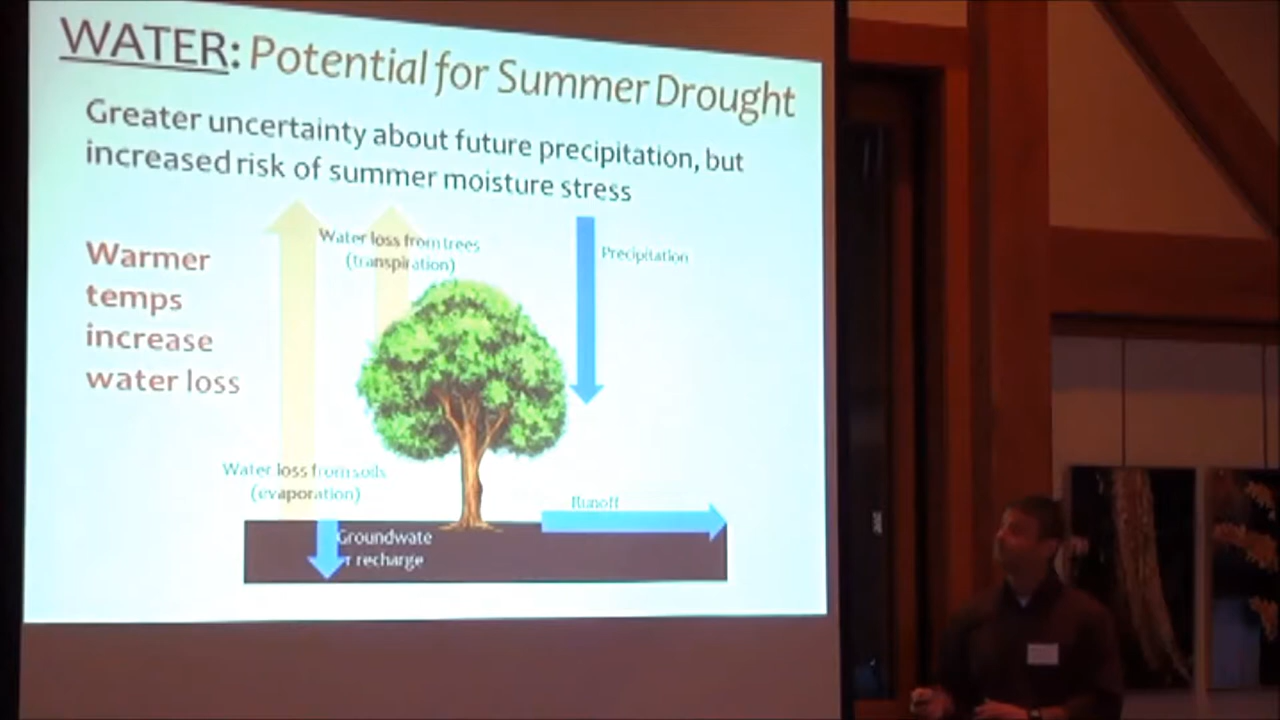 WATER: Potential for Summer Drought
Greater uncertainty about future precipitation, but
increased risk of summer moisture stress
Warmer
temps
increase
water loss
Water loss from trees
(transpiration)
Precipitation
Water loss from soils
(evaporation)
Runoff
Groundwate
r recharge